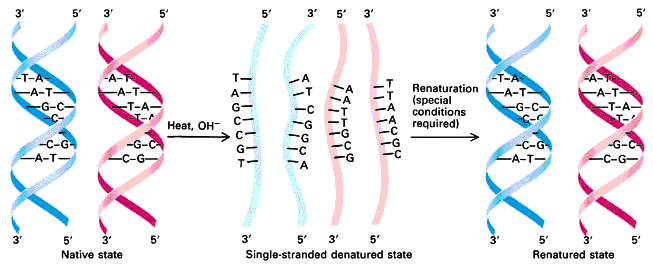 3′ 5′ 3′ 5′ 5′ 3′ 5′ 3′ 3′ 5′ 3′ 5′
-T-A-
A-T
-G-C-
-C-
-C-G
-A-T
A-T-
-A-T
T-A-
-T-A
-G-C-
-C-G
Heat, OH⁻
T
A
G
C
C
G
T
A
T
C
G
G
C
A
A
A
T
T
G
C
G
T
T
A
A
C
G
C
Renaturation
(special
conditions
required)
-T-A-
A-T
-G-C-
-C-G
-A-T
A-T-
-A-T
T-A-
-G-C-
-C-G
3′ 5′ 3′ 5′ 3′ 5′ 3′ 5′ 3′ 5′ 3′ 5′
Native state
Single-stranded denatured state
Renatured state